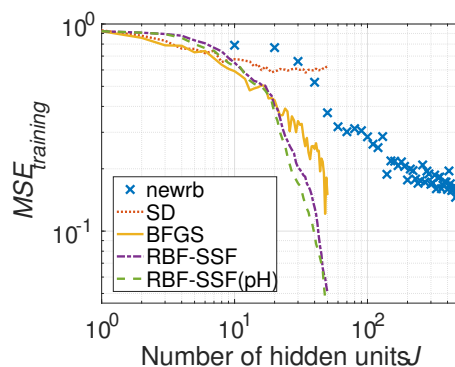 10^0
10^-1
MSE_training
newrb
SD
BFGS
RBF-SSF
RBF-SSF(pH)
10^0 10^1 10^2
Number of hidden unitsJ